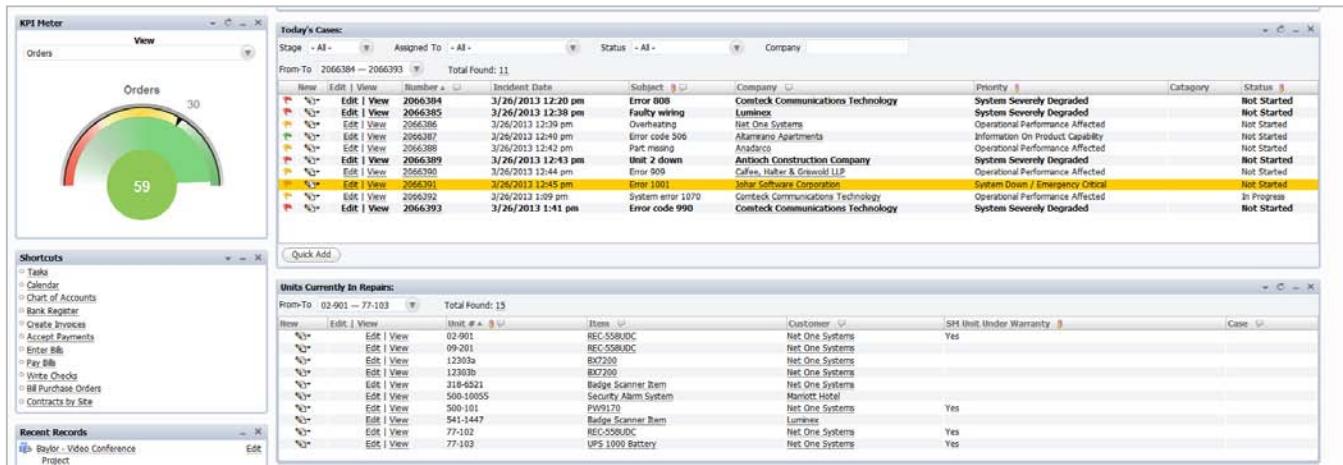 KPI Meter
View
Orders
Orders
30
59
Shortcuts
Tasks
Calendar
Chart of Accounts
Bank Register
Create Invoices
Accept Payments
Enter Bills
Pay Bills
Write Checks
Bill Purchase Orders
Contracts by Site
Recent Records
Baylor - Video Conference Edit
Project
Today's Cases:
Stage - All - Assigned To - All - Status - All - Company
From-To 2066384 — 2066393 Total Found: 11
New Edit | View Number Incident Date Subject Company Priority Catagory Status
Edit | View 2066384 3/26/2013 12:20 pm Error 808 Comteck Communications Technology System Severely Degraded Not Started
Edit | View 2066385 3/26/2013 12:38 pm Faulty wiring Luminex System Severely Degraded Not Started
Edit | View 2066386 3/26/2013 12:39 pm Overheating Net One Systems Operational Performance Affected Not Started
Edit | View 2066387 3/26/2013 12:40 pm Error code 506 Altamreano Apartments Information On Product Capability Not Started
Edit | View 2066388 3/26/2013 12:42 pm Part missing Anadarco Operational Performance Affected Not Started
Edit | View 2066389 3/26/2013 12:43 pm Unit 2 down Antioch Construction Company System Severely Degraded Not Started
Edit | View 2066390 3/26/2013 12:44 pm Error 909 Calfee, Halter & Griswold LLP Operational Performance Affected Not Started
Edit | View 2066391 3/26/2013 12:45 pm Error 1001 Johar Software Corporation System Down / Emergency Critical Not Started
Edit | View 2066392 3/26/2013 1:09 pm System error 1070 Comteck Communications Technology Operational Performance Affected In Progress
Edit | View 2066393 3/26/2013 1:41 pm Error code 990 Comteck Communications Technology System Severely Degraded Not Started
Quick Add
Units Currently In Repairs:
From-To 02-901 — 77-103 Total Found: 15
New Edit | View Unit # Item Customer SM Unit Under Warranty Case
Edit | View 02-901 REC-558UDC Net One Systems Yes
Edit | View 09-201 REC-558UDC Net One Systems
Edit | View 12303a BX7200 Net One Systems
Edit | View 12303b BX7200 Net One Systems
Edit | View 318-6521 Badge Scanner Item Net One Systems
Edit | View 500-10055 Security Alarm System Marriott Hotel
Edit | View 500-101 PW9170 Net One Systems Yes
Edit | View 541-1447 Badge Scanner Item Luminex
Edit | View 77-102 REC-558UDC Net One Systems Yes
Edit | View 77-103 UPS 1000 Battery Net One Systems Yes